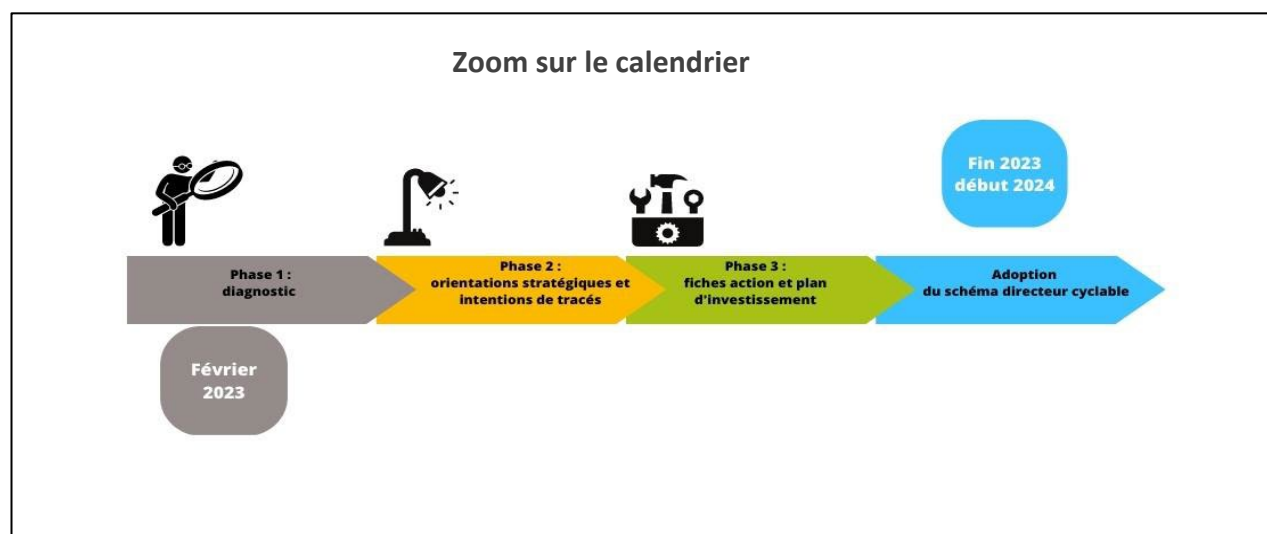 Zoom sur le calendrier
Fin 2023
début 2024
Phase 1 :
diagnostic
Phase 2 :
orientations stratégiques et
intentions de tracés
Phase 3 :
fiches action et plan
d'investissement
Adoption
du schéma directeur cyclable
Février
2023